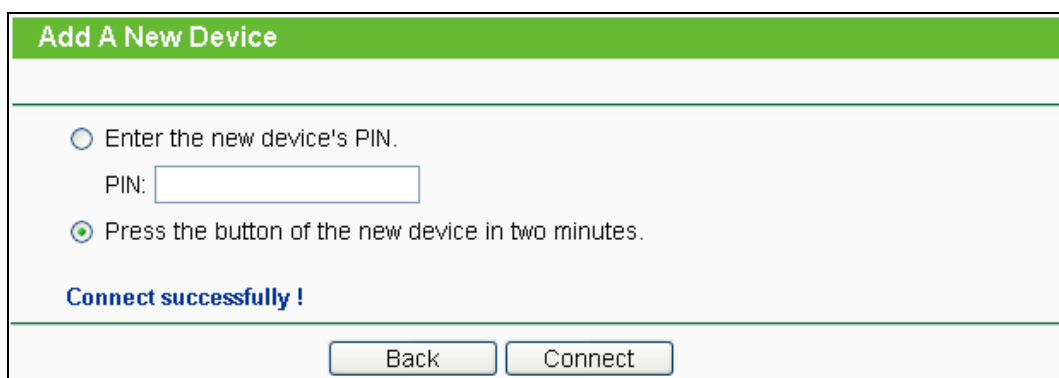 Add A New Device
Enter the new device's PIN.
PIN:
Press the button of the new device in two minutes.
Connect successfully !
Back Connect